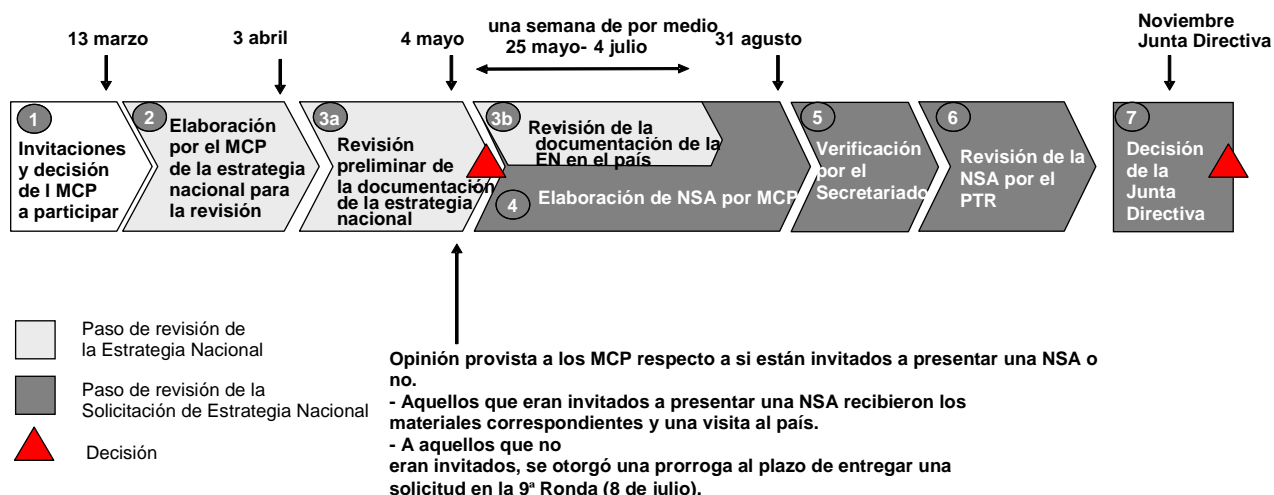 una semana de por medio
25 mayo- 4 julio
13 marzo
3 abril
4 mayo
31 agusto
Noviembre
Junta Directiva
1
Invitaciones
y decisión
de l MCP
a participar
2
Elaboración
por el MCP
de la estrategia
nacional para
la revisión
3a
Revisión
preliminar de
la documentación
de la estrategia
nacional
3b
Revisión de la
documentación de la
EN en el país
4
Elaboración de NSA por MCP
5
Verificación
por el
Secretariado
6
Revisión de la
NSA por el
PTR
7
Decisión
de la
Junta
Directiva
Paso de revisión de
la Estrategia Nacional
Paso de revisión de la
Solicitación de Estrategia Nacional
Decisión
Opinión provista a los MCP respecto a si están invitados a presentar una NSA o
no.
- Aquellos que eran invitados a presentar una NSA recibieron los
materiales correspondientes y una visita al país.
- A aquellos que no
eran invitados, se otorgó una prorroga al plazo de entregar una
solicitud en la 9ª Ronda (8 de julio).